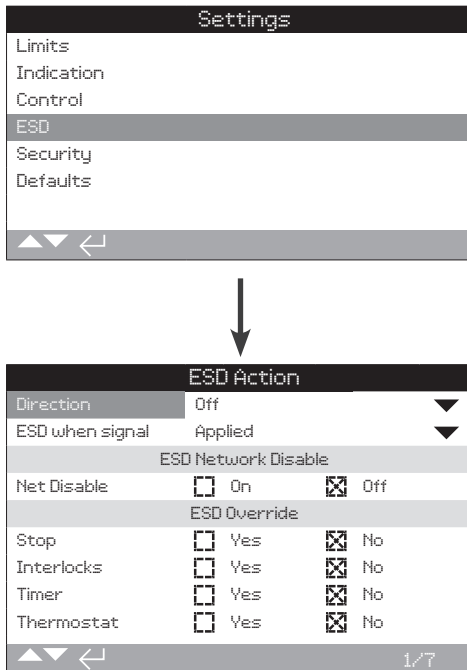 Settings
Limits
Indication
Control
ESD
Security
Defaults
ESD Action
Direction Off
ESD when signal Applied
ESD Network Disable
Net Disable On Off
ESD Override
Stop Yes No
Interlocks Yes No
Timer Yes No
Thermostat Yes No
1/7